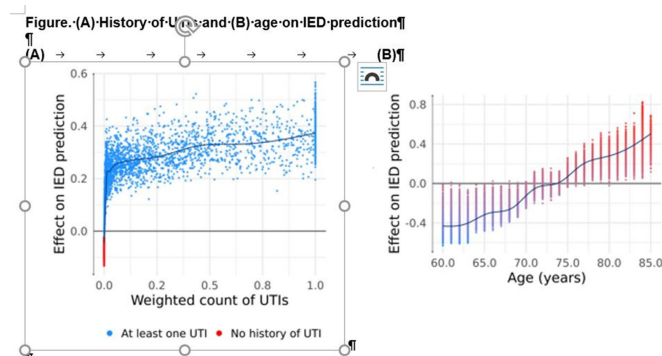 Figure.·(A)·History·of·UTIs·and·(B)·age·on·IED·prediction¶
¶
(A) → → → → → → (B)¶
Effect on IED prediction
0.6
0.4
0.2
0.0
0.0 0.2 0.5 0.8 1.0
Weighted count of UTIs
At least one UTI No history of UTI
¶
Effect on IED prediction
0.8
0.4
0.0
-0.4
60.0 65.0 70.0 75.0 80.0 85.0
Age (years)